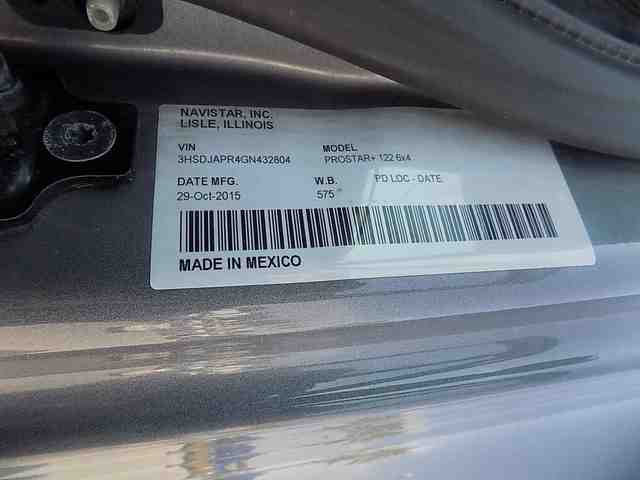 NAVISTAR, INC.
LISLE, ILLINOIS
VIN MODEL
3HSDJAPR4GN432804 PROSTAR+ 122 6x4
DATE MFG. W.B. PD LOC - DATE
29-Oct-2015 575 "
MADE IN MEXICO